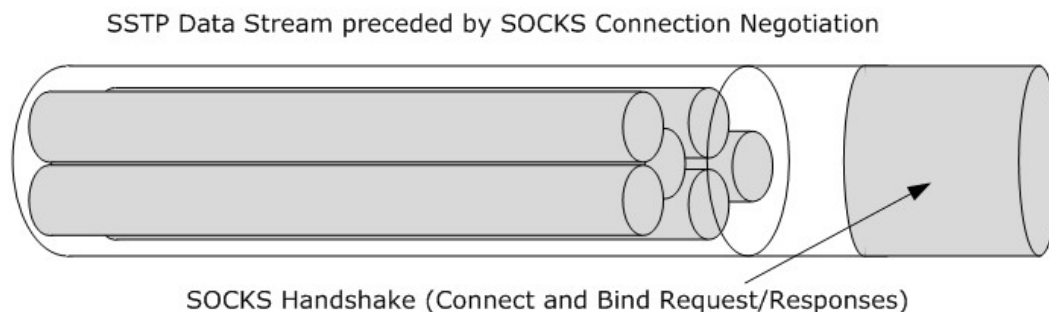 SSTP Data Stream preceded by SOCKS Connection Negotiation
SOCKS Handshake (Connect and Bind Request/Responses)